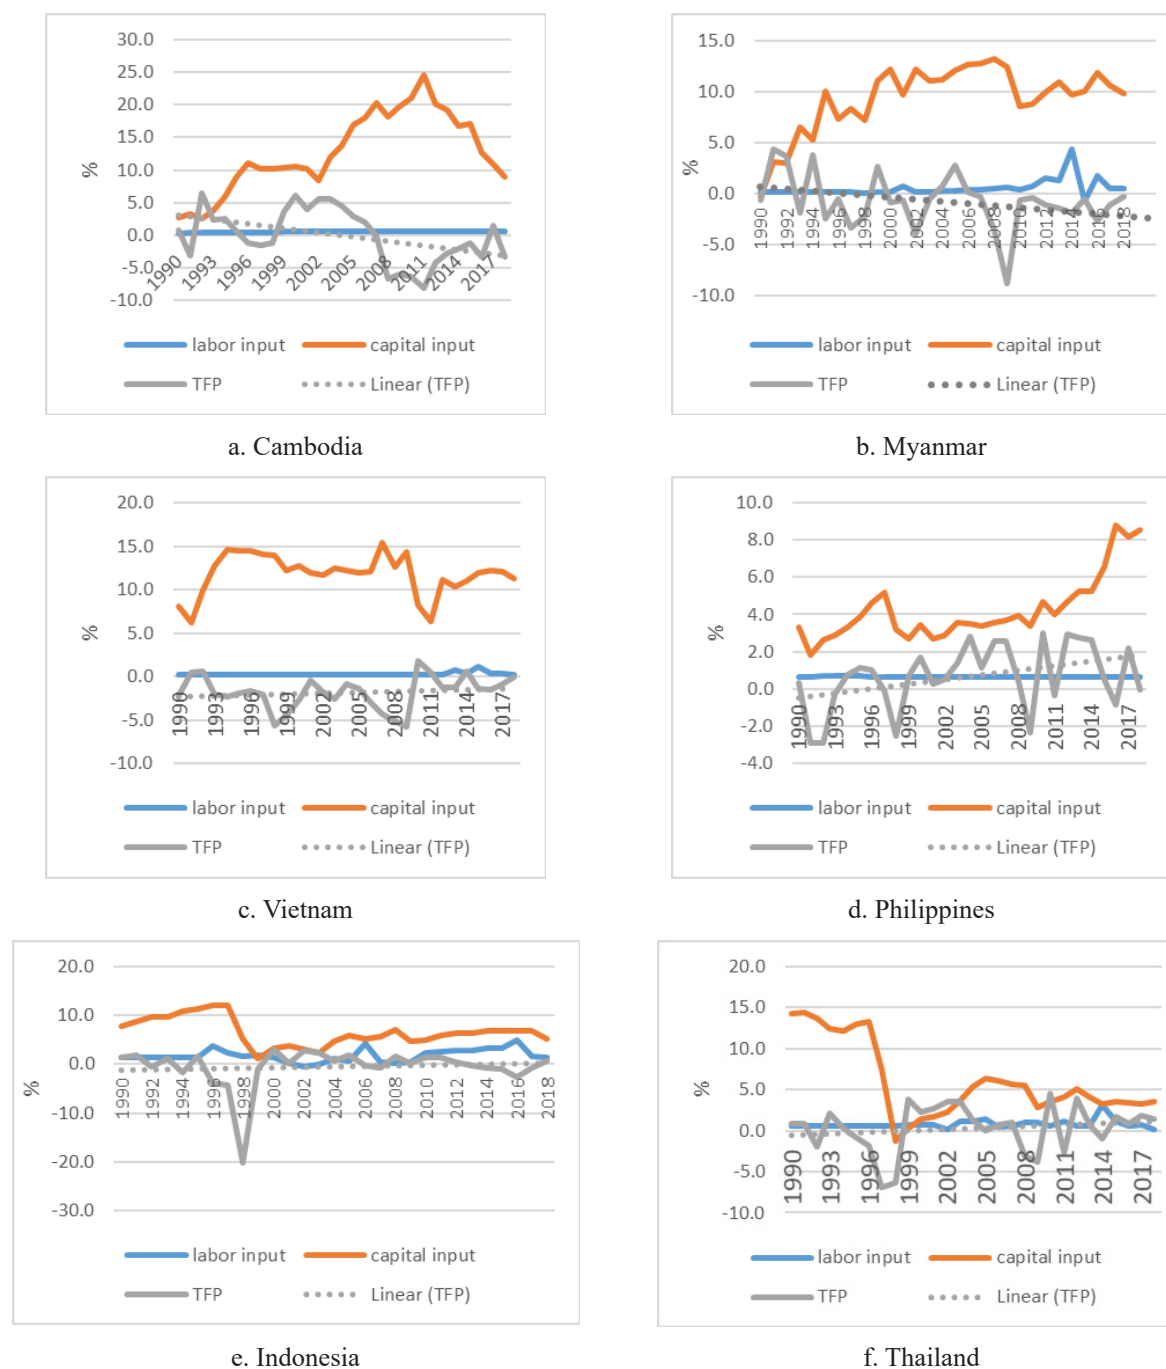 30.0
25.0
20.0
15.0
10.0
5.0
0.0
-5.0
-10.0
%
1990 1993 1996 1999 2002 2005 2008 2011 2014 2017
labor input capital input
TFP Linear (TFP)
a. Cambodia
15.0
10.0
5.0
0.0
-5.0
-10.0
%
1990 1992 1994 1996 1998 2000 2002 2004 2006 2008 2010 2012 2014 2016 2018
labor input capital input
TFP Linear (TFP)
b. Myanmar
20.0
15.0
10.0
5.0
0.0
-5.0
-10.0
%
1990 1993 1996 1999 2002 2005 2008 2011 2014 2017
labor input capital input
TFP Linear (TFP)
c. Vietnam
10.0
8.0
6.0
4.0
2.0
0.0
-2.0
-4.0
%
1990 1993 1996 1999 2002 2005 2008 2011 2014 2017
labor input capital input
TFP Linear (TFP)
d. Philippines
20.0
10.0
0.0
-10.0
-20.0
-30.0
%
1990 1992 1994 1996 1998 2000 2002 2004 2006 2008 2010 2012 2014 2016 2018
labor input capital input
TFP Linear (TFP)
e. Indonesia
20.0
15.0
10.0
5.0
0.0
-5.0
-10.0
%
1990 1993 1996 1999 2002 2005 2008 2011 2014 2017
labor input capital input
TFP Linear (TFP)
f. Thailand